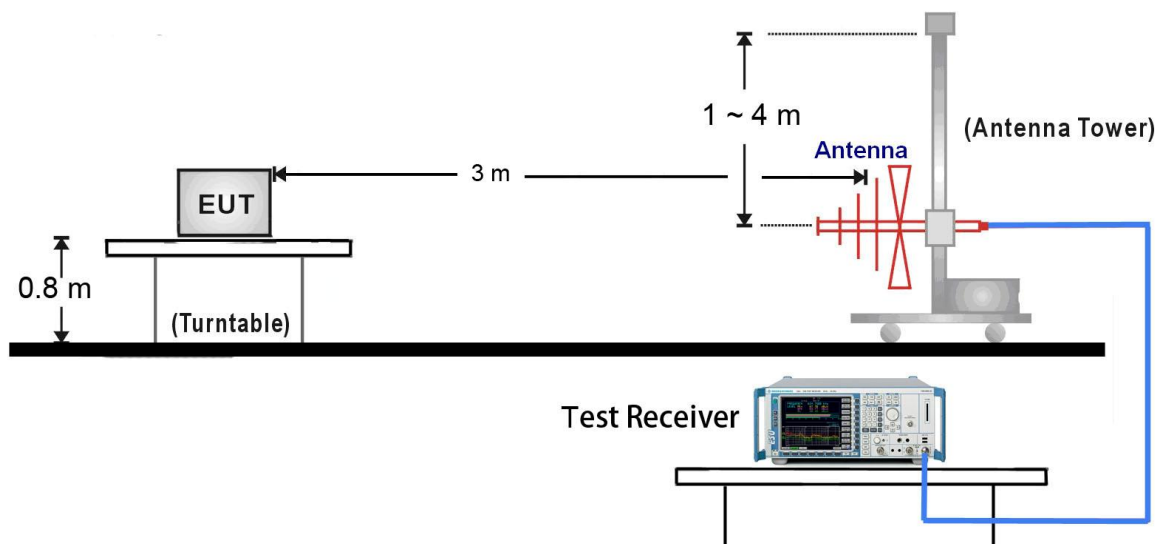 1 ~ 4 m
(Antenna Tower)
Antenna
3 m
EUT
0.8 m
(Turntable)
Test Receiver